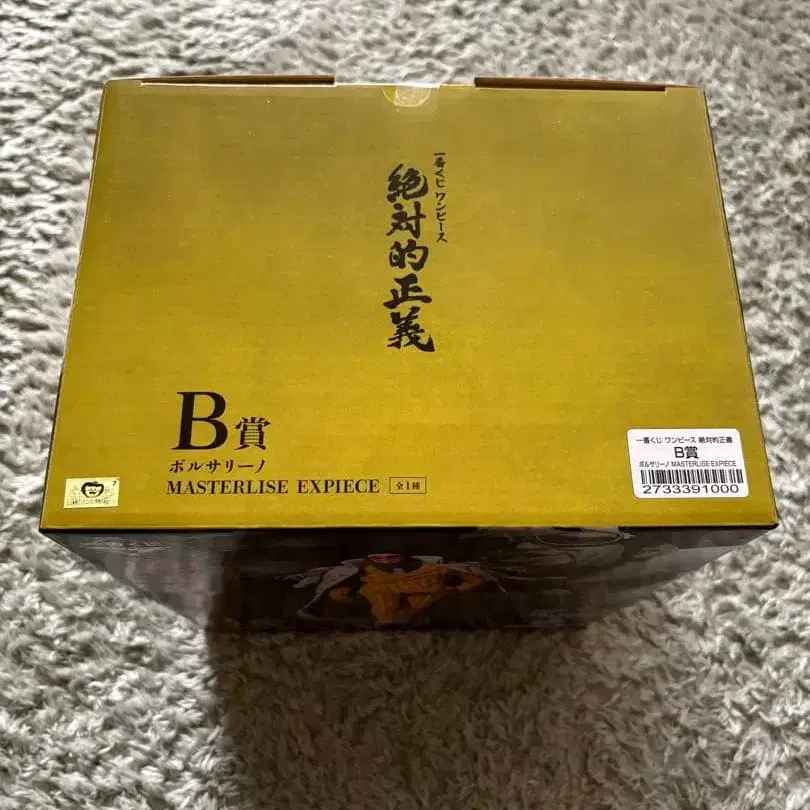 一番くじ ワンピース
絶対的正義
B賞
ボルサリーノ
MASTERLISE EXPIECE 全1種
一番くじ ワンピース 絶対的正義
B賞
ボルサリーノ MASTERLISE EXPIECE
2733391000
7